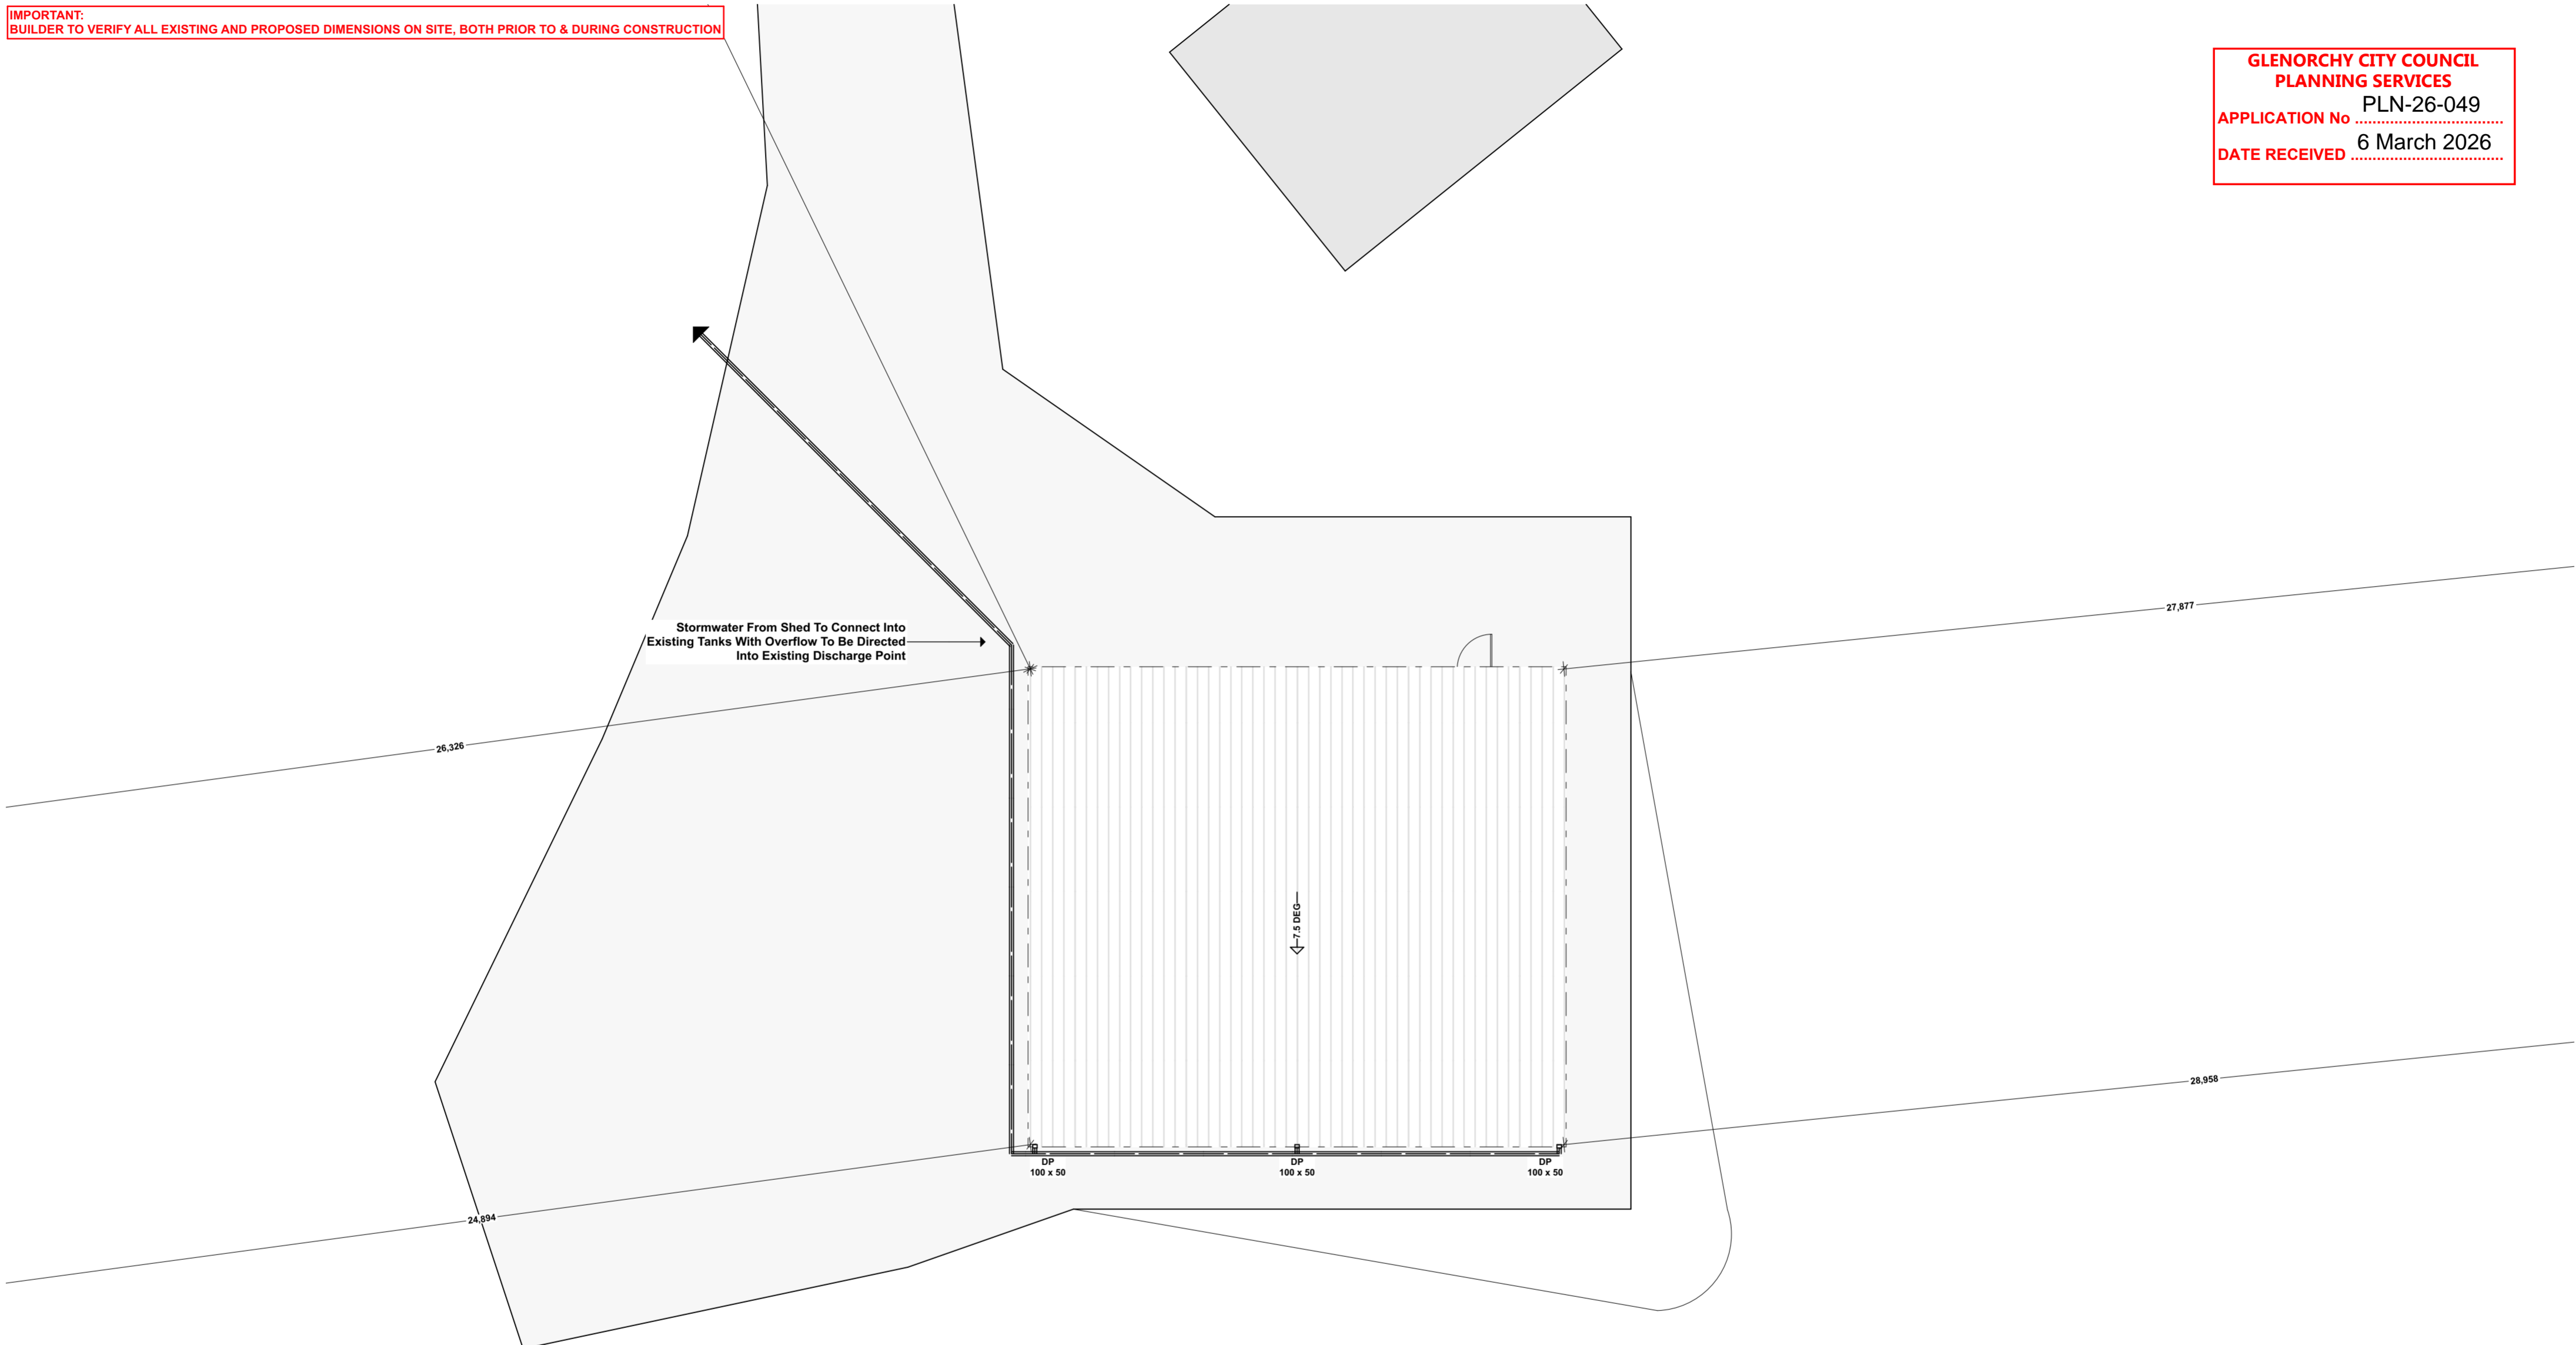 IMPORTANT:
BUILDER TO VERIFY ALL EXISTING AND PROPOSED DIMENSIONS ON SITE, BOTH PRIOR TO & DURING CONSTRUCTION
GLENORCHY CITY COUNCIL
PLANNING SERVICES
APPLICATION No PLN-26-049
DATE RECEIVED 6 March 2026
Stormwater From Shed To Connect Into
Existing Tanks With Overflow To Be Directed
Into Existing Discharge Point
27,877
26,326
7.5 DEG
28,958
24,894
DP
100 x 50
DP
100 x 50
DP
100 x 50